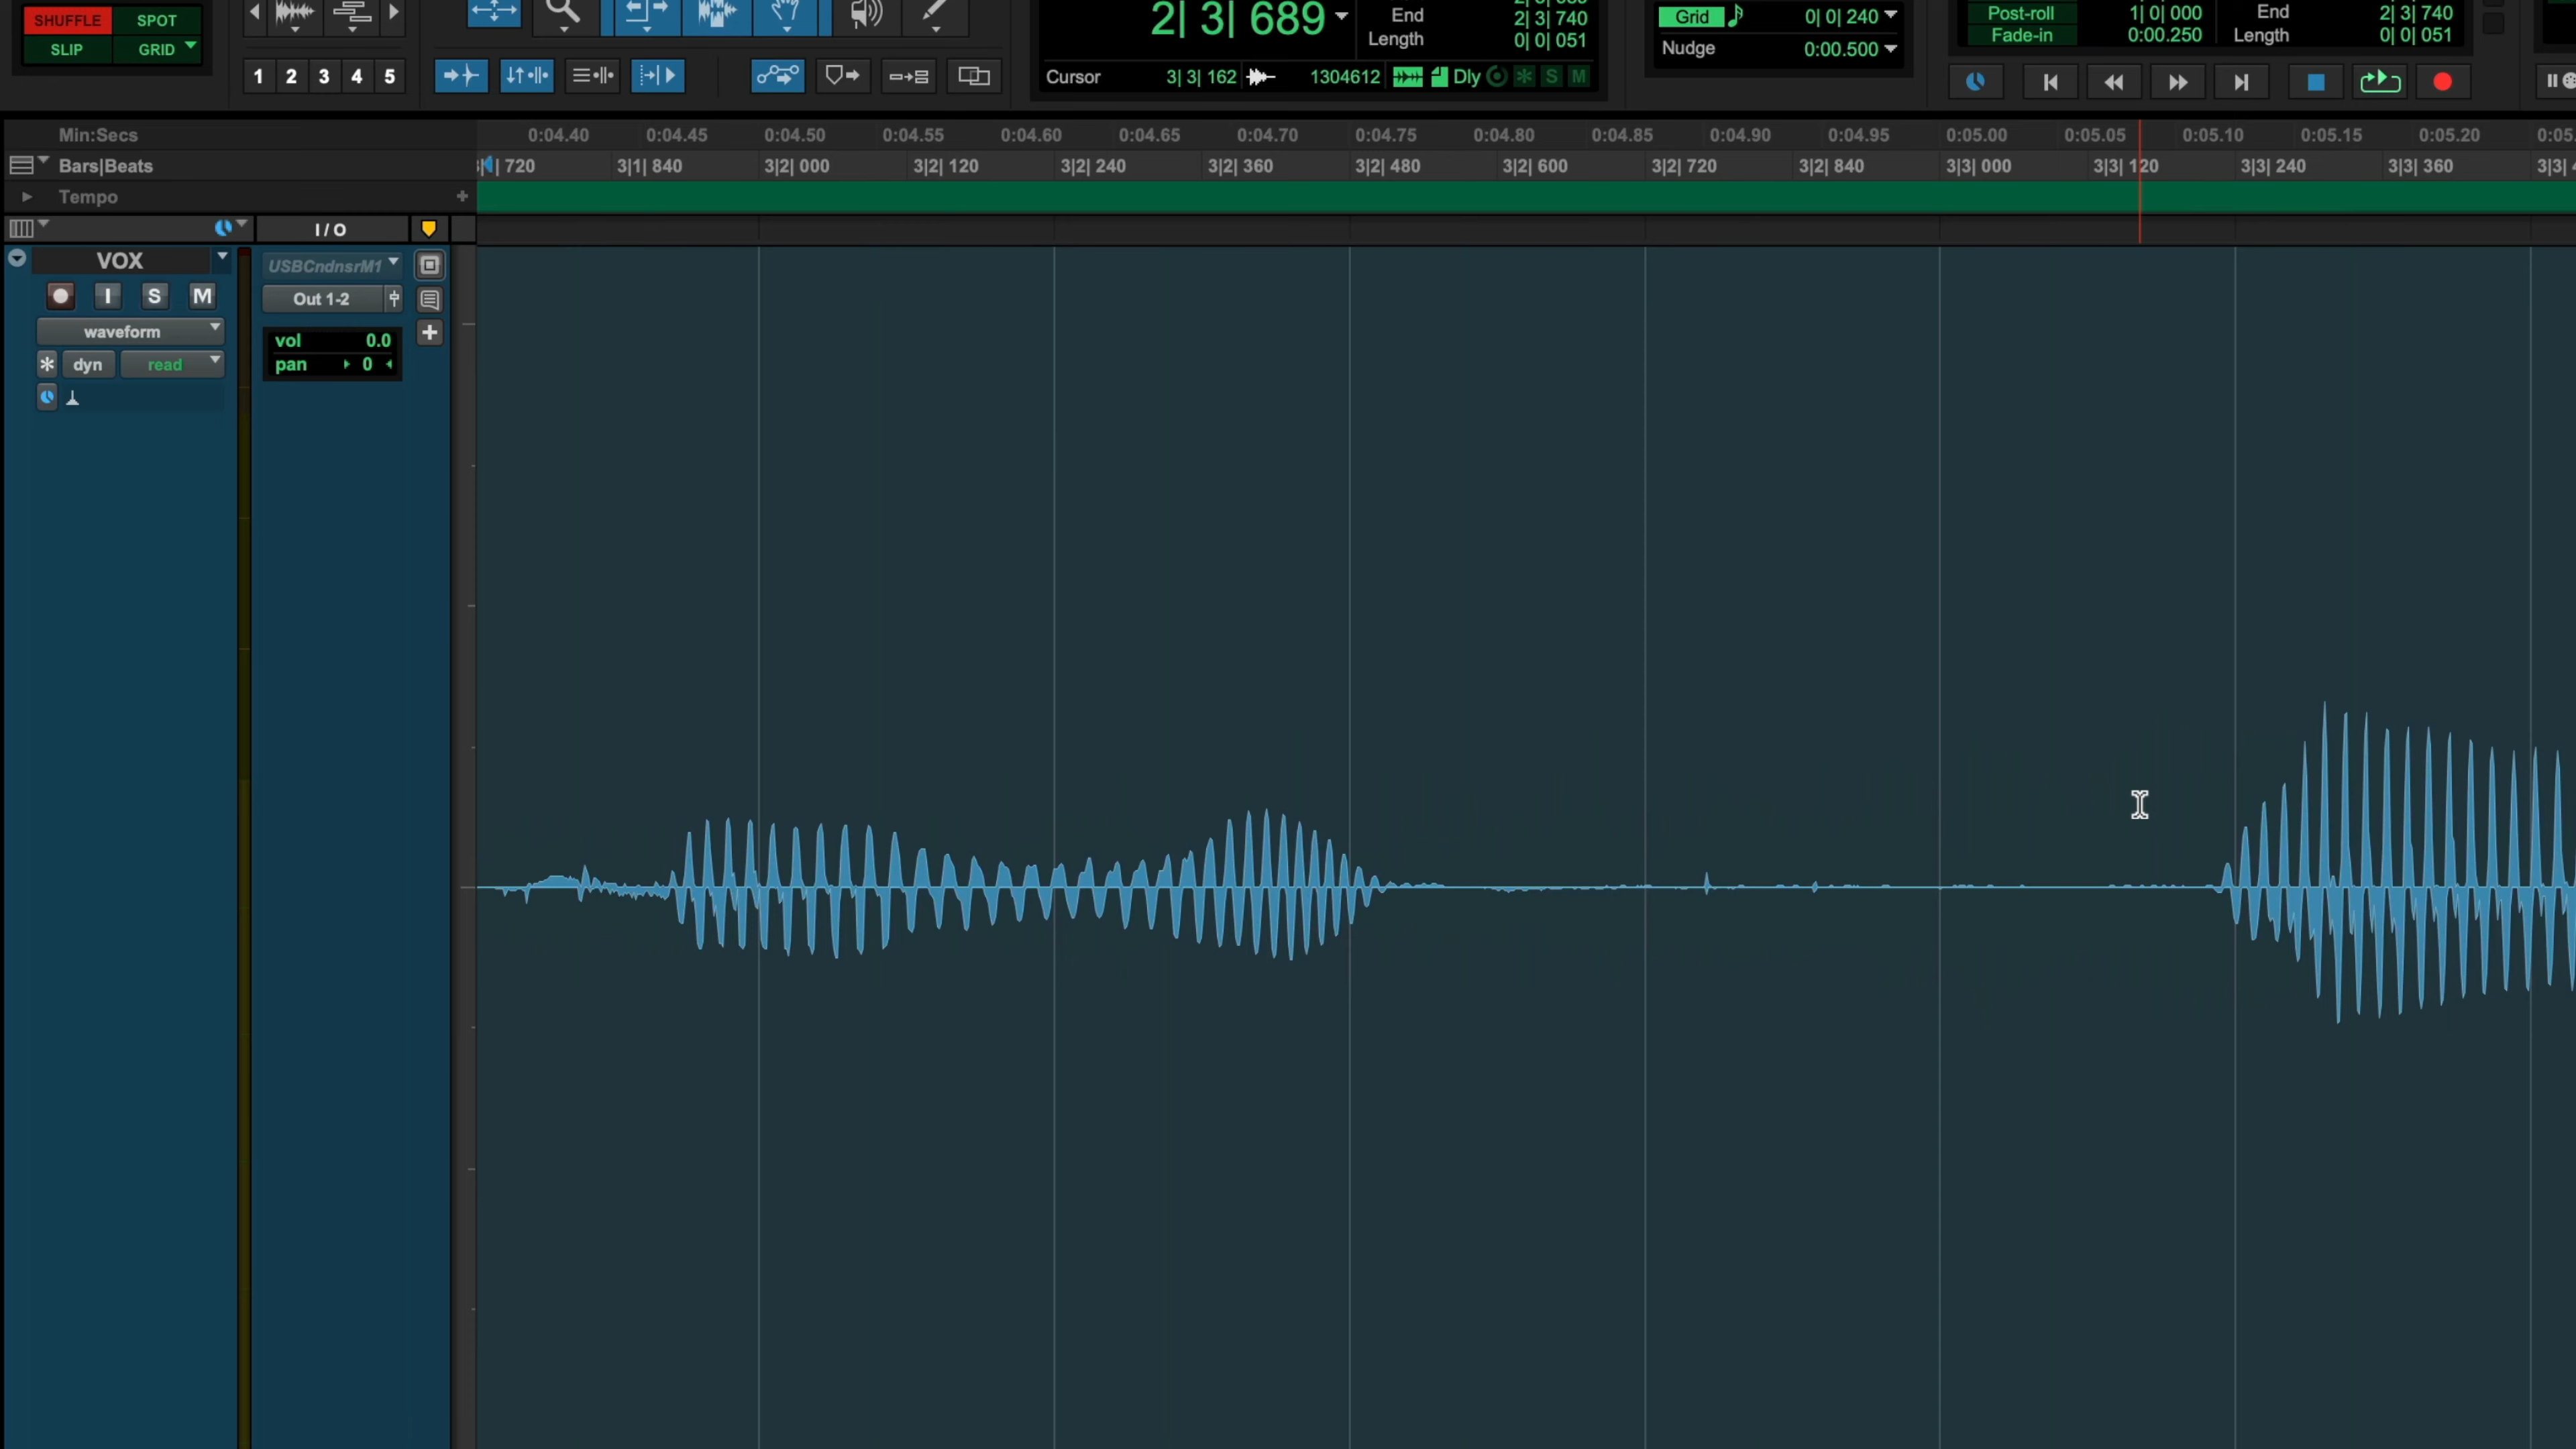 SHUFFLE SPOT
SLIP GRID
1 2 3 4 5
2| 3| 689
End 2| 3| 740
Length 0| 0| 051
Cursor 3| 3| 162 1304612 Dly S M
Grid 0| 0| 240
Nudge 0:00.500
Post-roll 1| 0| 000
Fade-in 0:00.250
End 2| 3| 740
Length 0| 0| 051
Min:Secs 0:04.40 0:04.45 0:04.50 0:04.55 0:04.60 0:04.65 0:04.70 0:04.75 0:04.80 0:04.85 0:04.90 0:04.95 0:05.00 0:05.05 0:05.10 0:05.15 0:05.20 0:05.
Bars|Beats 720 3|1| 840 3|2| 000 3|2| 120 3|2| 240 3|2| 360 3|2| 480 3|2| 600 3|2| 720 3|2| 840 3|3| 000 3|3| 120 3|3| 240 3|3| 360 3|3|
Tempo
I / O
VOX
USBCndnsrM1
I S M
Out 1-2
waveform
vol 0.0
dyn read
pan 0